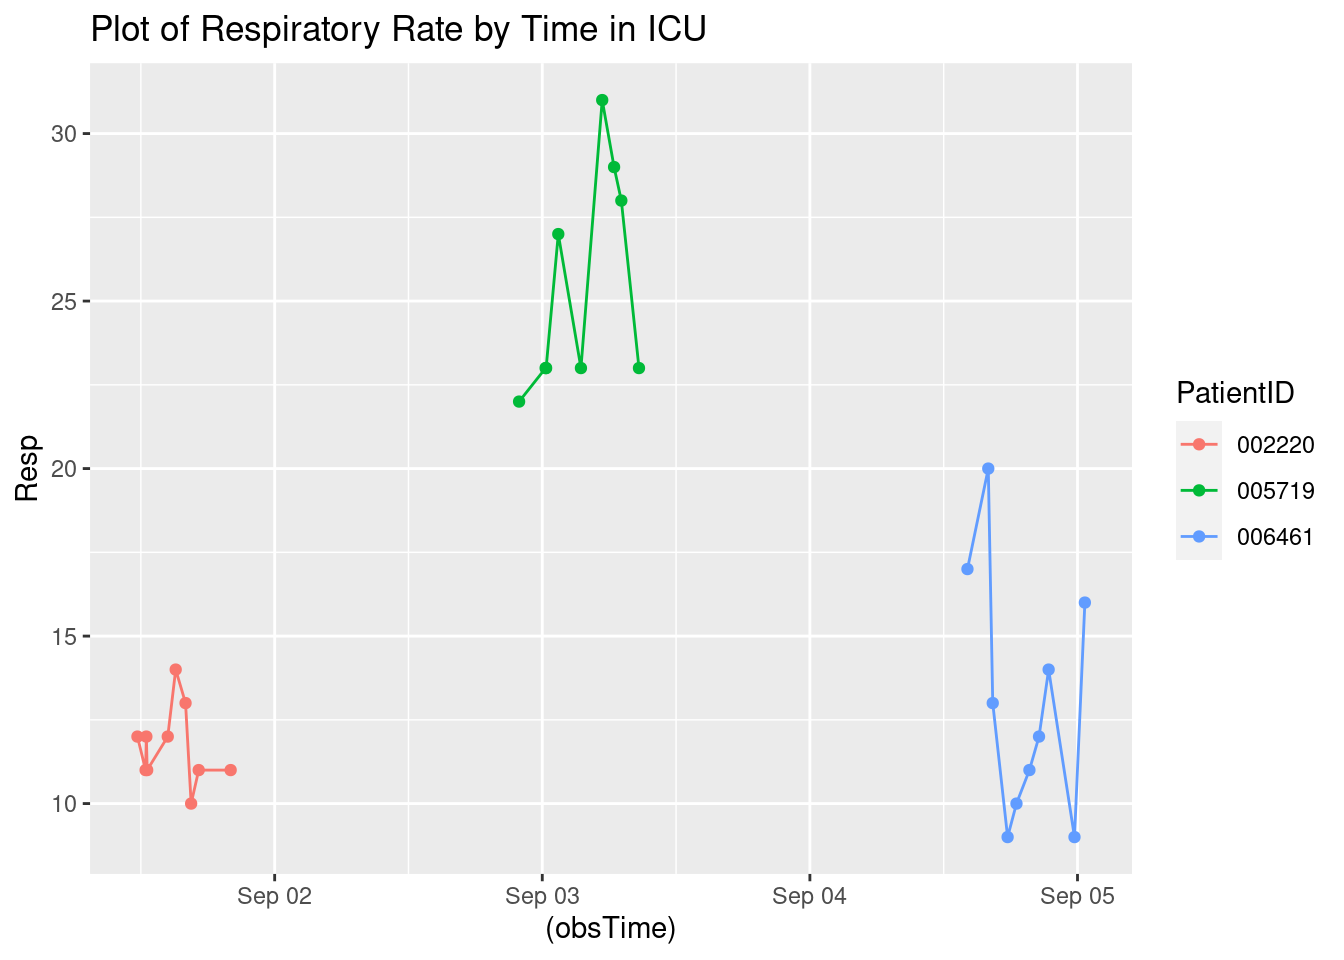 Plot of Respiratory Rate by Time in ICU
30
25
20
15
10
Resp
Sep 02
Sep 03
Sep 04
Sep 05
(obsTime)
PatientID
002220
005719
006461